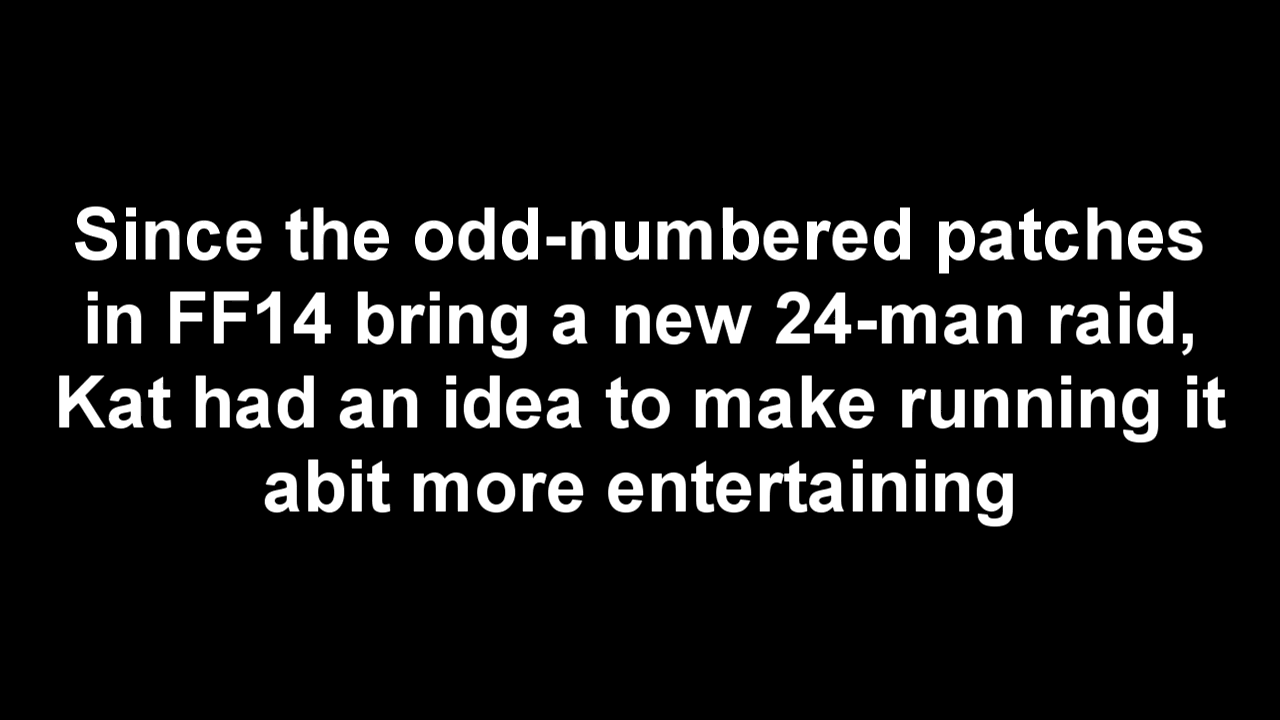 Since the odd-numbered patches
in FF14 bring a new 24-man raid,
Kat had an idea to make running it
abit more entertaining